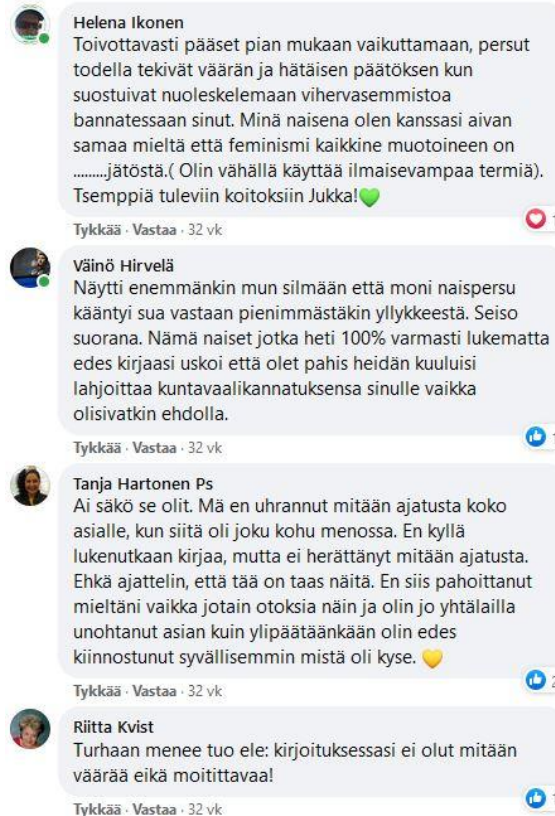 Helena Ikonen
Toivottavasti pääset pian mukaan vaikuttamaan, persut
todella tekivät väärän ja hätäisen päätöksen kun
suostuivat nuoleskelemaan vihervasemmistoa
bannatessaan sinut. Minä naisena olen kanssasi aivan
samaa mieltä että feminismi kaikkine muotoineen on
.........jätöstä.( Olin vähällä käyttää ilmaisevampaa termiä).
Tsemppiä tuleviin koitoksiin Jukka!💚
Tykkää · Vastaa · 32 vk
Väinö Hirvelä
Näytti enemmänkin mun silmään että moni naispersu
kääntyi sua vastaan pienimmästäkin yllykkeestä. Seiso
suorana. Nämä naiset jotka heti 100% varmasti lukematta
edes kirjaasi uskoi että olet pahis heidän kuuluisi
lahjoittaa kuntavaalikannatuksensa sinulle vaikka
olisivatkin ehdolla.
Tykkää · Vastaa · 32 vk
Tanja Hartonen Ps
Ai säkö se olit. Mä en uhrannut mitään ajatusta koko
asialle, kun siitä oli joku kohu menossa. En kyllä
lukenutkaan kirjaa, mutta ei herättänyt mitään ajatusta.
Ehkä ajattelin, että tää on taas näitä. En siis pahoittanut
mieltäni vaikka jotain otoksia näin ja olin jo yhtälailla
unohtanut asian kuin ylipäätäänkään olin edes
kiinnostunut syvällisemmin mistä oli kyse. 💛
2
Tykkää · Vastaa · 32 vk
Riitta Kvist
Turhaan menee tuo ele: kirjoituksessasi ei olut mitään
väärää eikä moitittavaa!
Tykkää · Vastaa · 32 vk